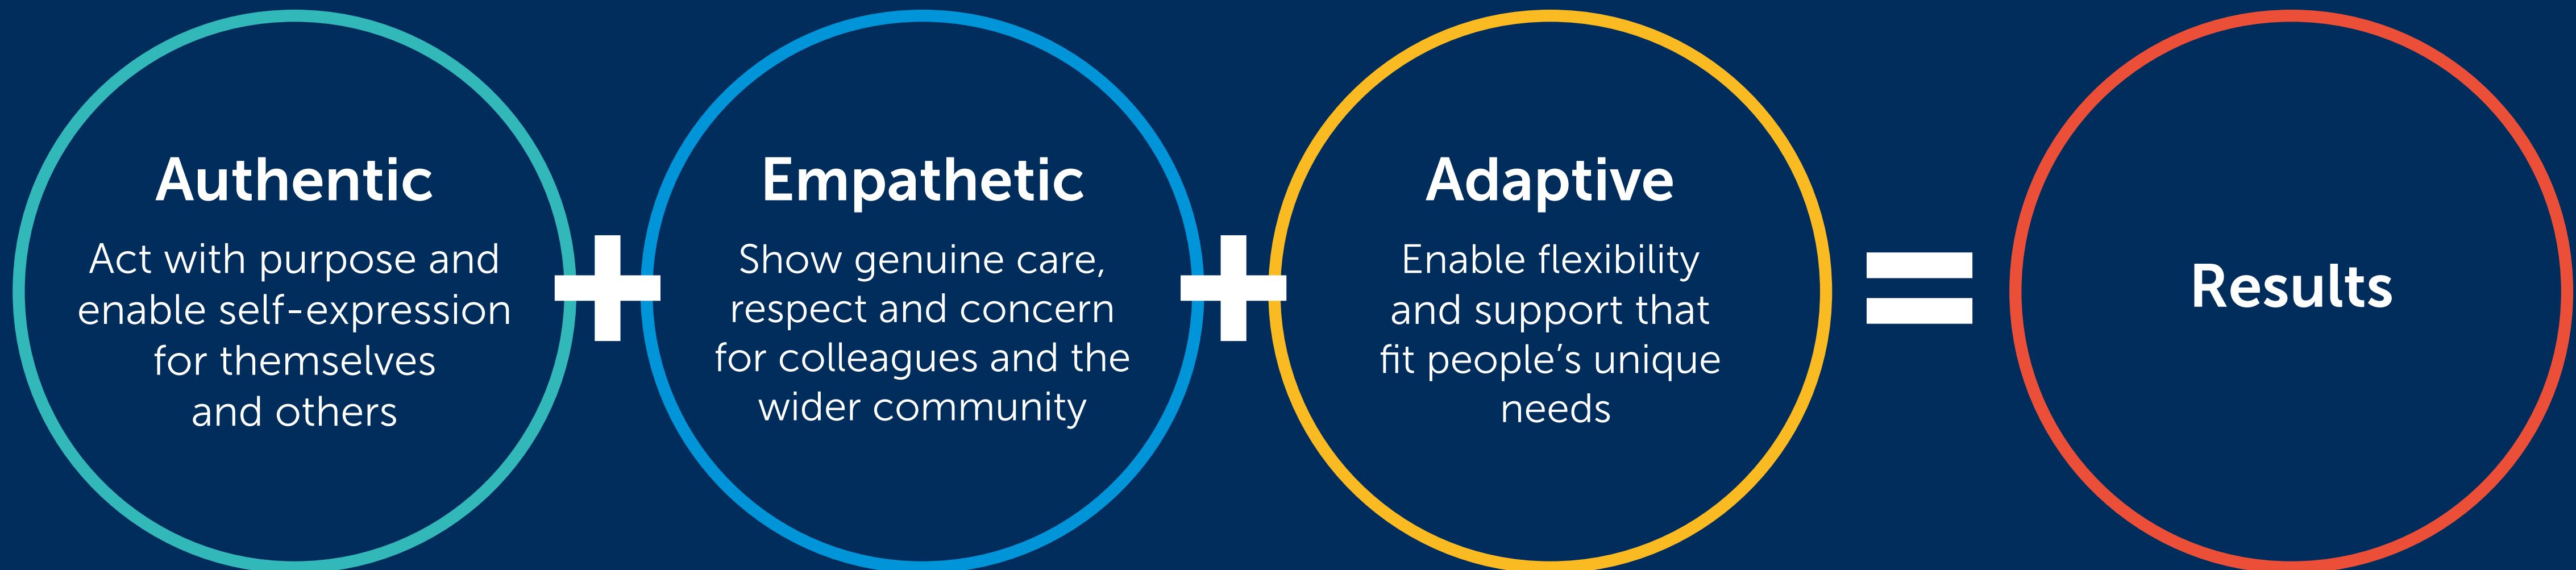 Authentic
Act with purpose and
enable self-expression
for themselves
and others
+
Empathetic
Show genuine care,
respect and concern
for colleagues and the
wider community
+
Adaptive
Enable flexibility
and support that
fit people’s unique
needs
=
Results